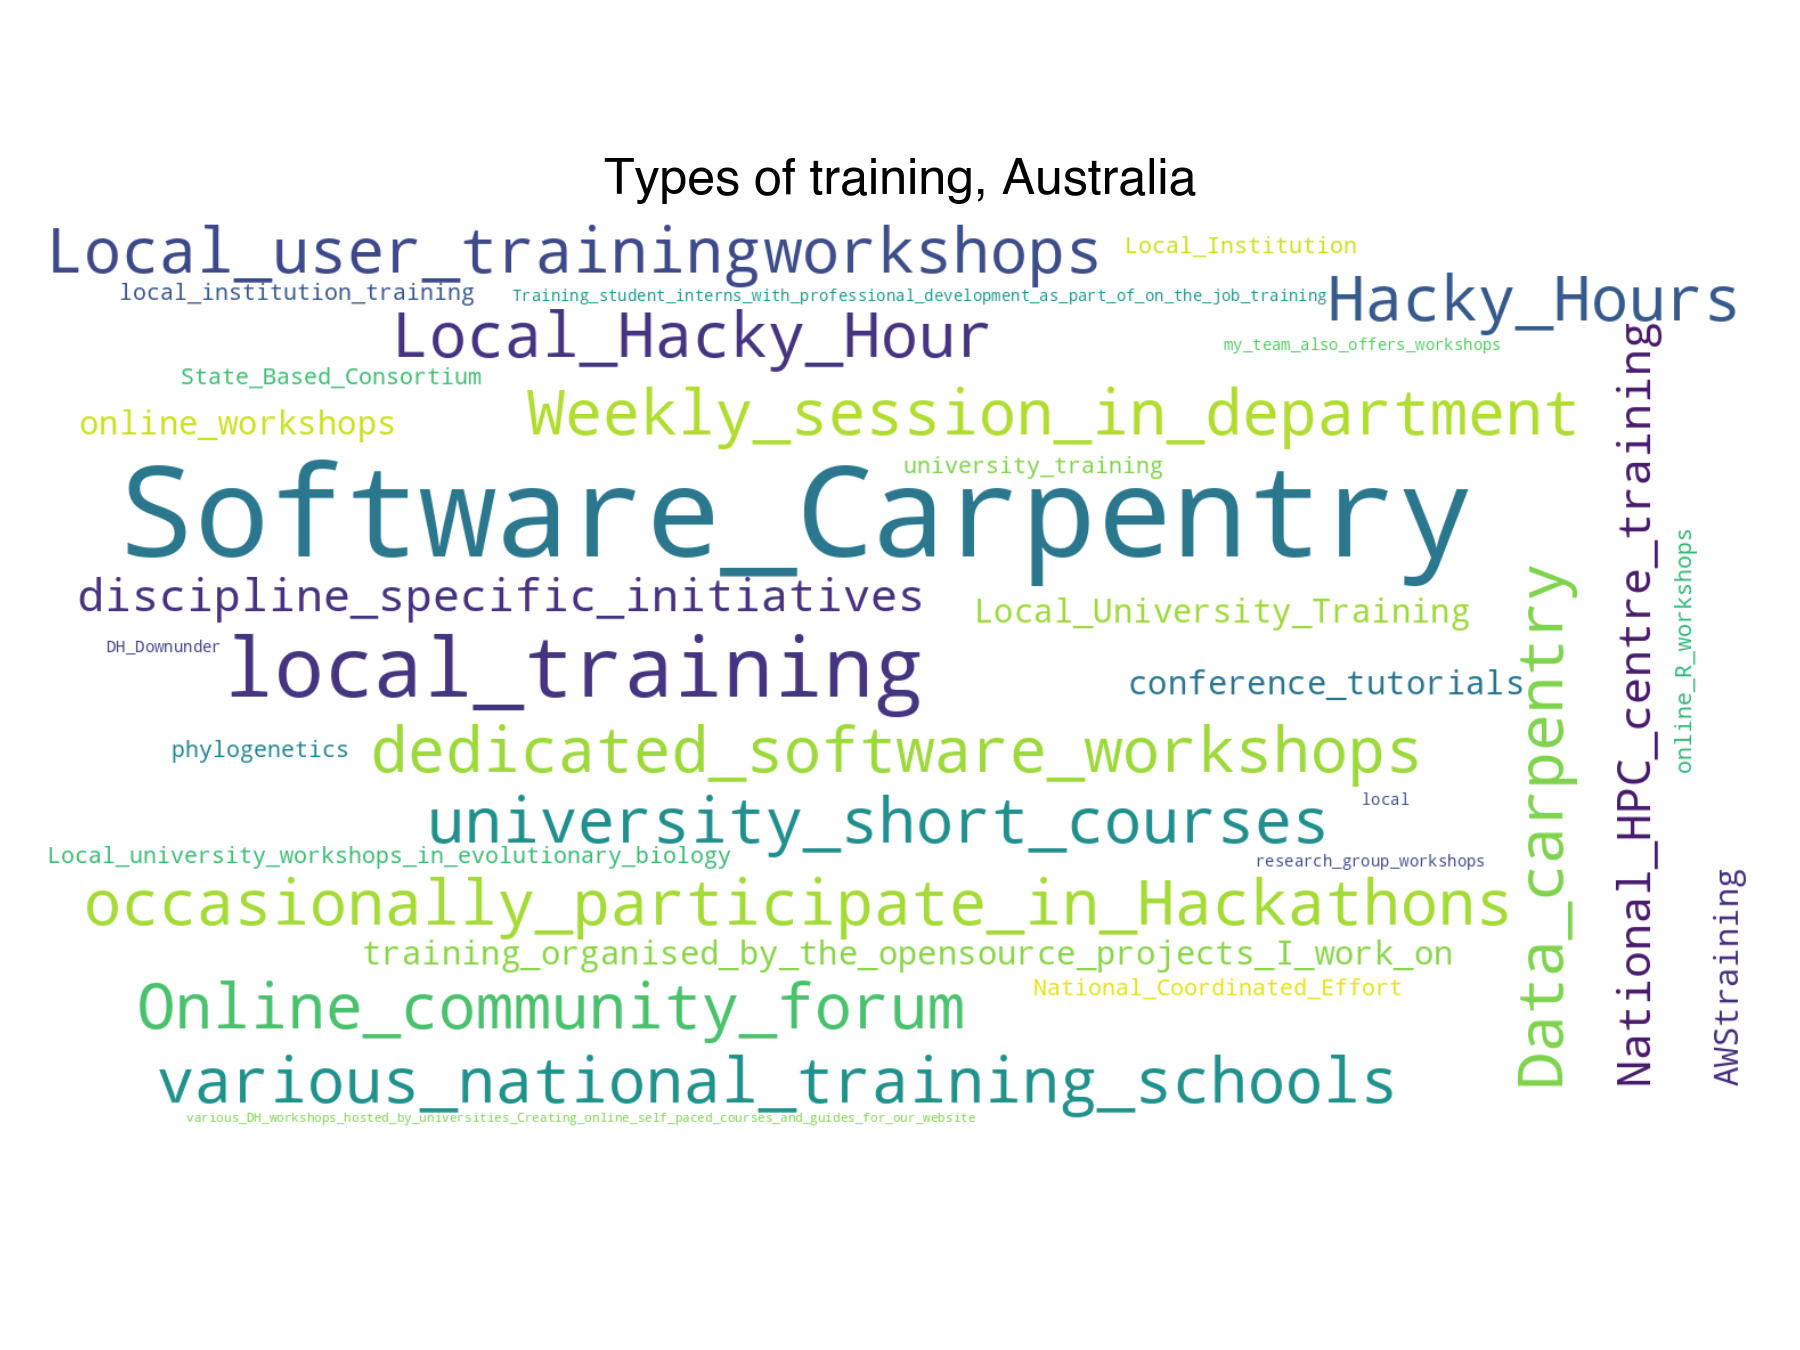 Types of training, Australia
Local_user_trainingworkshops
Local_Institution
local_institution_training
Training_student_interns_with_professional_development_as_part_of_on_the_job_training
Hacky_Hours
Local_Hacky_Hour
my_team_also_offers_workshops
State_Based_Consortium
online_workshops
Weekly_session_in_department
university_training
Software_Carpentry
discipline_specific_initiatives
Local_University_Training
DH_Downunder
local_training
conference_tutorials
phylogenetics
dedicated_software_workshops
university_short_courses
local
Local_university_workshops_in_evolutionary_biology
research_group_workshops
occasionally_participate_in_Hackathons
training_organised_by_the_opensource_projects_I_work_on
Online_community_forum
National_Coordinated_Effort
various_national_training_schools
various_DH_workshops_hosted_by_universities_Creating_online_self_paced_courses_and_guides_for_our_website
Data_carpentry
National_HPC_centre_training
online_R_workshops
AWStraining